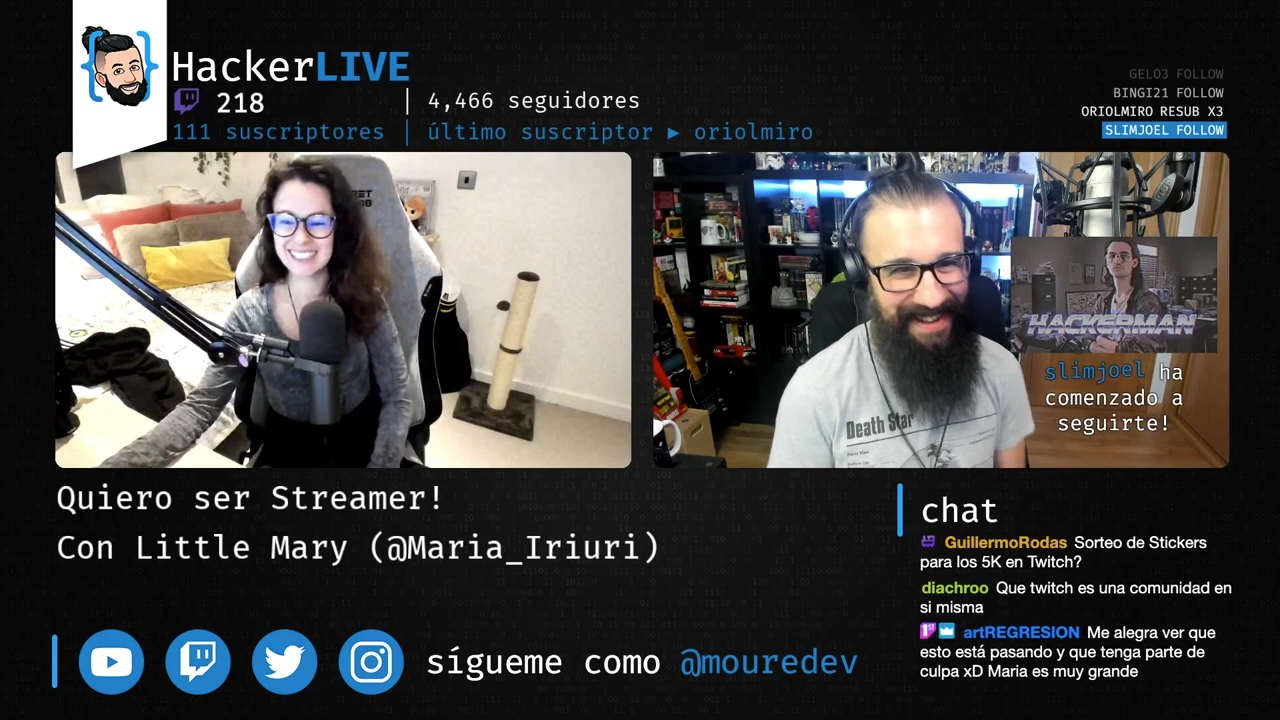 HackerLIVE
218 | 4,466 seguidores
111 suscriptores | último suscriptor ▶ oriolmiro
GELO3 FOLLOW
BINGI21 FOLLOW
ORIOLMIRO RESUB X3
SLIMJOEL FOLLOW
HACKERMAN
slimjoel ha
comenzado a
seguirte!
Death Star
Quiero ser Streamer!
Con Little Mary (@Maria_Iriuri)
chat
GuillermoRodas Sorteo de Stickers
para los 5K en Twitch?
diachroo Que twitch es una comunidad en
si misma
artREGRESION Me alegra ver que
esto está pasando y que tenga parte de
culpa xD Maria es muy grande
sígueme como @mouredev